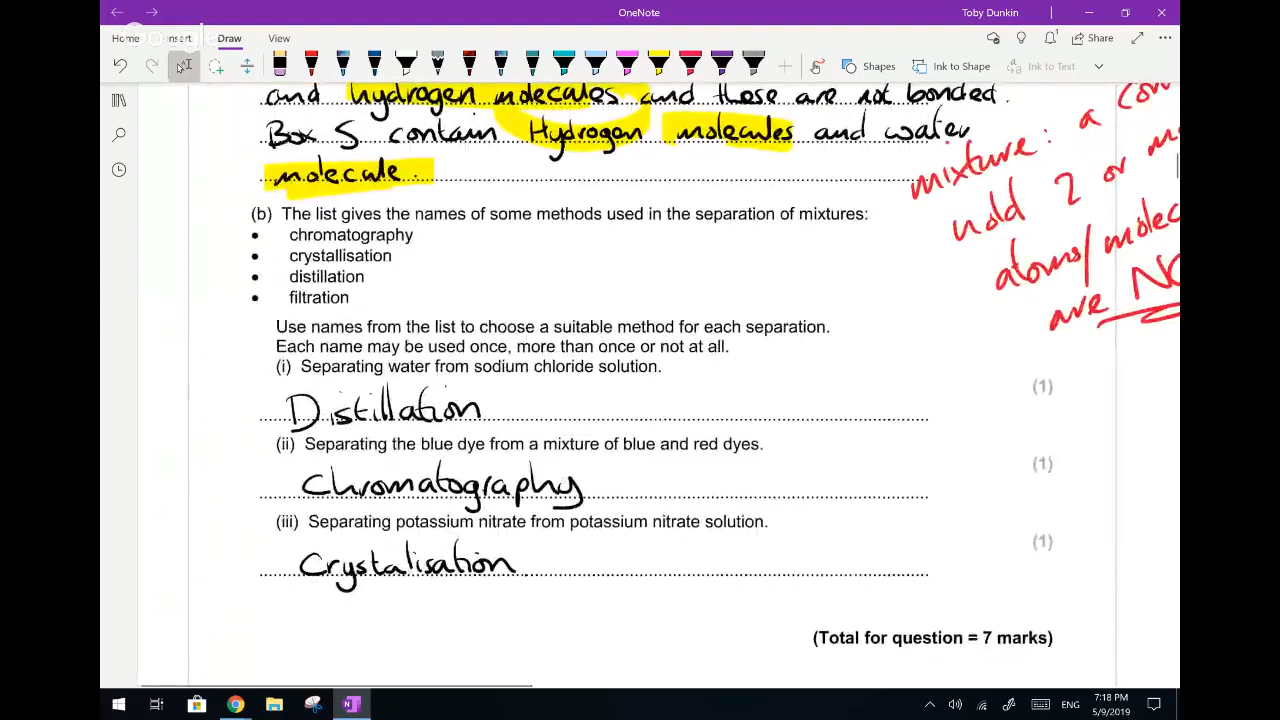 OneNote
Toby Dunkin
Home Insert Draw View
Google
Share
Shapes
Ink to Shape
Ink to Text
and hydrogen molecules and these are not bonded.
Box S contain Hydrogen molecules and water
molecule.
mixture: a
2 or
atoms/
are
(b) The list gives the names of some methods used in the separation of mixtures:
• chromatography
• crystallisation
• distillation
• filtration
Use names from the list to choose a suitable method for each separation.
Each name may be used once, more than once or not at all.
(i) Separating water from sodium chloride solution.
(1)
Distillation
(ii) Separating the blue dye from a mixture of blue and red dyes.
(1)
Chromatography
(iii) Separating potassium nitrate from potassium nitrate solution.
(1)
Crystalisation
(Total for question = 7 marks)
ENG
7:18 PM
5/9/2019